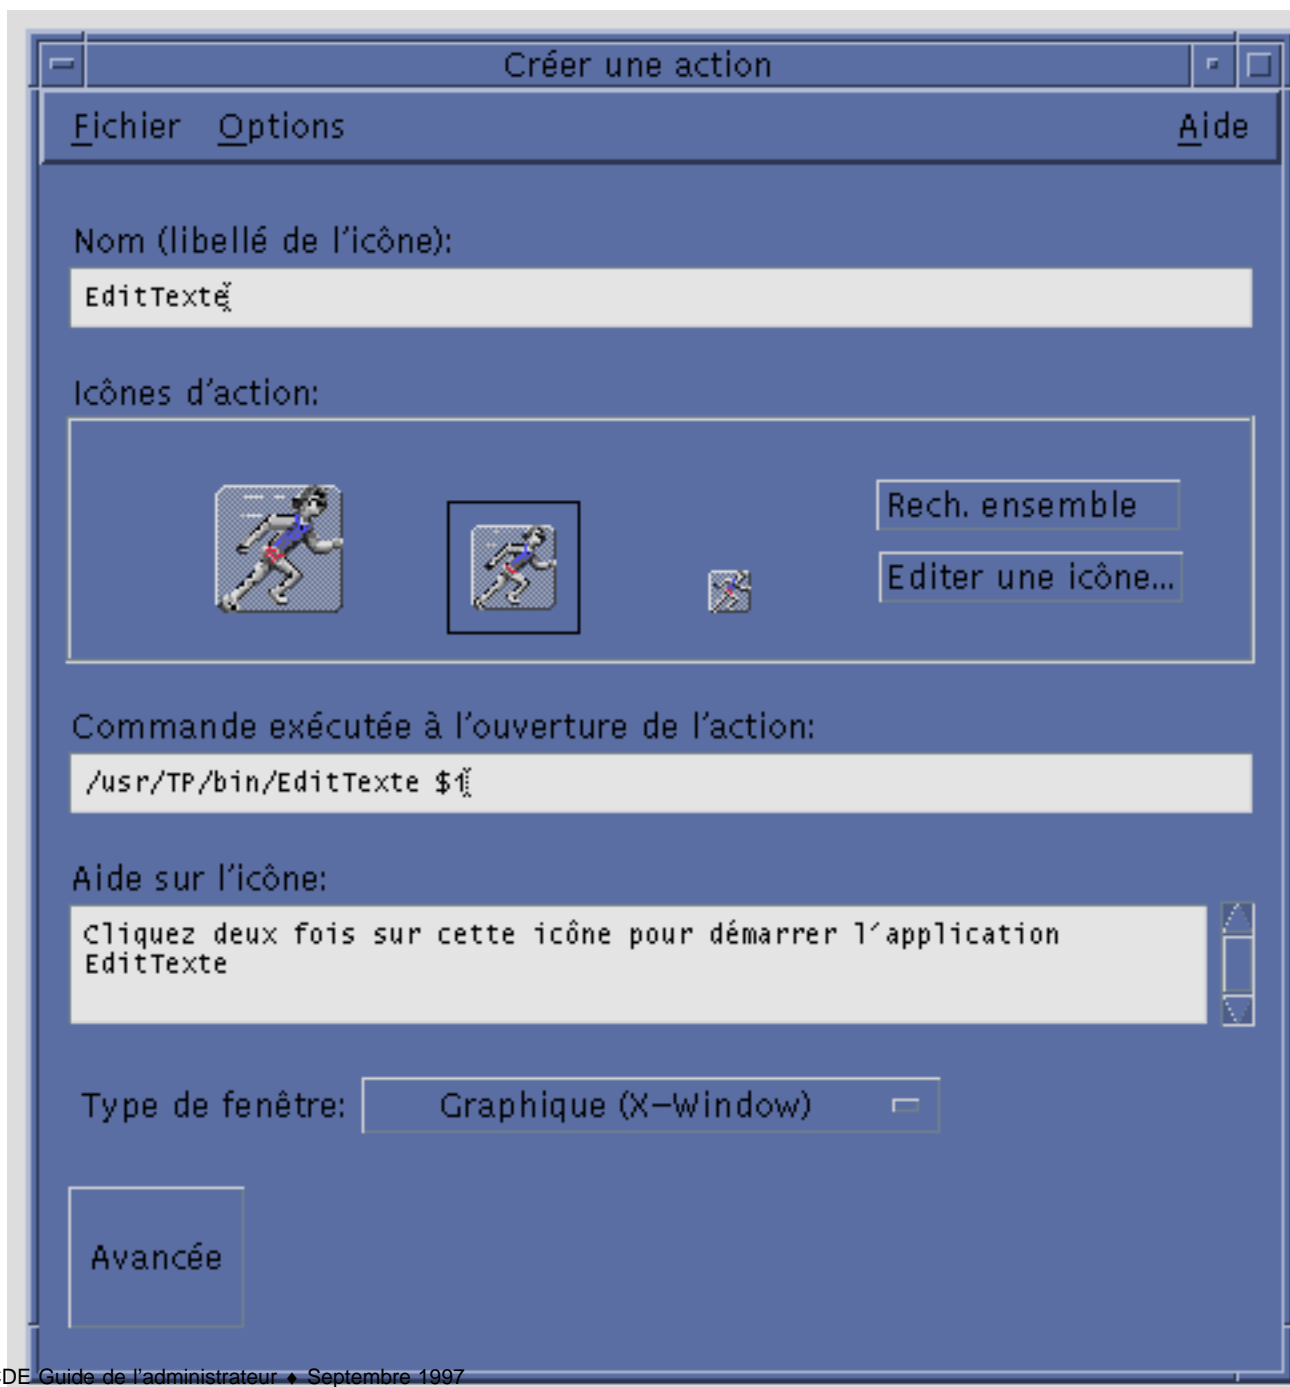 Créer une action
Fichier Options Aide
Nom (libellé de l'icône):
EditTexte
Icônes d'action:
Rech. ensemble
Editer une icône...
Commande exécutée à l'ouverture de l'action:
/usr/TP/bin/EditTexte $1
Aide sur l'icône:
Cliquez deux fois sur cette icône pour démarrer l'application
EditTexte
Type de fenêtre: Graphique (X-Window)
Avancée
CDE Guide de l'administrateur ♦ Septembre 1997